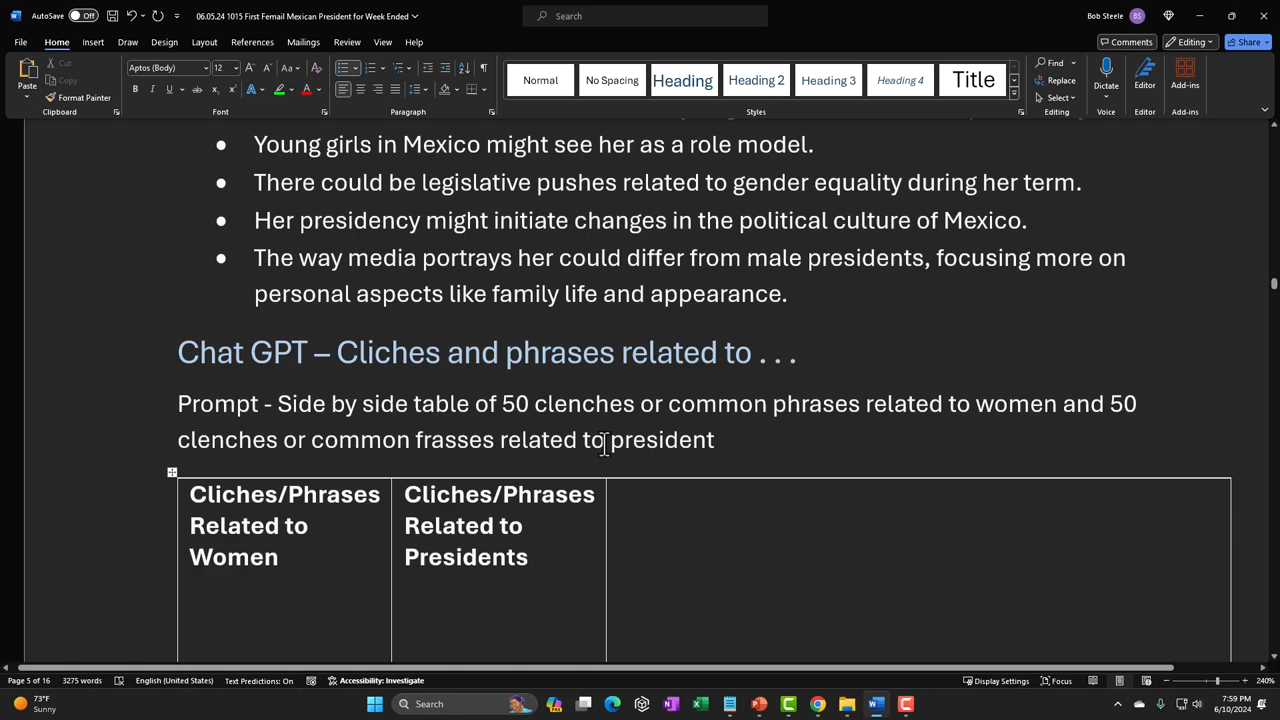 AutoSave Off 06.05.24 1015 First Femail Mexican President for Week Ended Search Bob Steele BS
File Home Insert Draw Design Layout References Mailings Review View Help Comments Editing Share
Paste Cut Copy Format Painter Clipboard
Aptos (Body) 12 Font
Paragraph
Normal No Spacing Heading Heading 2 Heading 3 Heading 4 Title Styles
Find Replace Select Editing
Dictate Voice
Editor Editor
Add-ins Add-ins
• Young girls in Mexico might see her as a role model.
• There could be legislative pushes related to gender equality during her term.
• Her presidency might initiate changes in the political culture of Mexico.
• The way media portrays her could differ from male presidents, focusing more on
personal aspects like family life and appearance.
Chat GPT – Cliches and phrases related to . . .
Prompt - Side by side table of 50 clenches or common phrases related to women and 50
clenches or common frasses related to president
Cliches/Phrases Cliches/Phrases
Related to Related to
Women Presidents
Page 5 of 16 3275 words English (United States) Text Predictions: On Accessibility: Investigate Display Settings Focus 240%
73°F
Sunny
Search
7:59 PM
6/10/2024